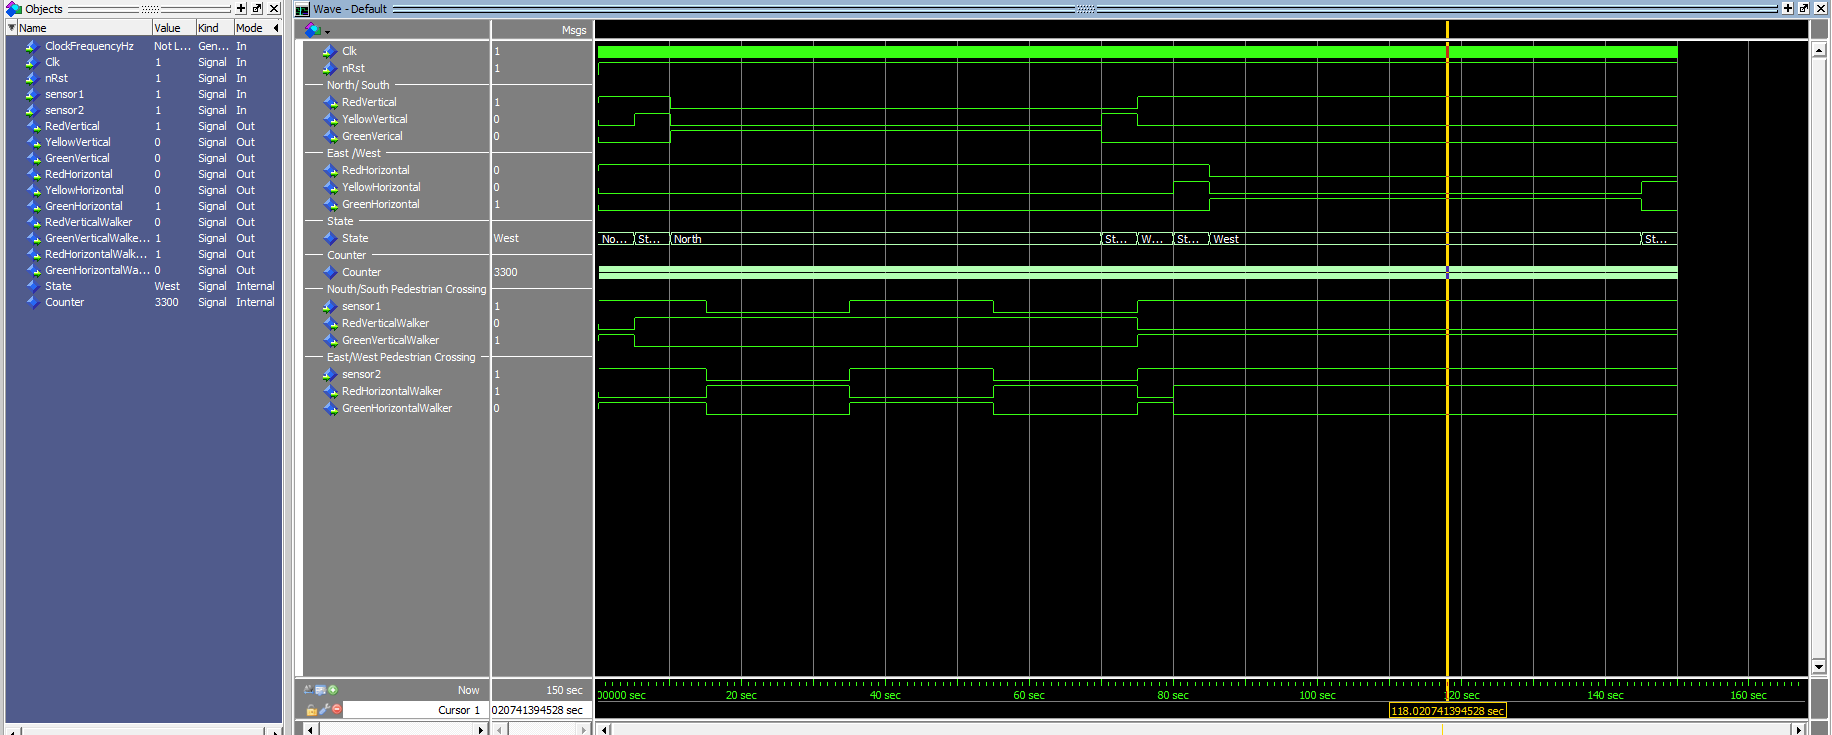 Objects
Name Value Kind Mode
ClockFrequencyHz Not L... Gen... In
Clk 1 Signal In
nRst 1 Signal In
sensor1 1 Signal In
sensor2 1 Signal In
RedVertical 1 Signal Out
YellowVertical 0 Signal Out
GreenVertical 0 Signal Out
RedHorizontal 0 Signal Out
YellowHorizontal 0 Signal Out
GreenHorizontal 1 Signal Out
RedVerticalWalker 0 Signal Out
GreenVerticalWalke... 1 Signal Out
RedHorizontalWalk... 1 Signal Out
GreenHorizontalWa... 0 Signal Out
State West Signal Internal
Counter 3300 Signal Internal
Wave - Default
Msgs
Clk 1
nRst 1
North/ South
RedVertical 1
YellowVertical 0
GreenVerical 0
East /West
RedHorizontal 0
YellowHorizontal 0
GreenHorizontal 1
State
State West No... St... North St... W... St... West St...
Counter
Counter 3300
Nouth/South Pedestrian Crossing
sensor1 1
RedVerticalWalker 0
GreenVerticalWalker 1
East/West Pedestrian Crossing
sensor2 1
RedHorizontalWalker 1
GreenHorizontalWalker 0
Now 150 sec 00000 sec 20 sec 40 sec 60 sec 80 sec 100 sec 120 sec 140 sec 160 sec
Cursor 1 020741394528 sec 118.020741394528 sec